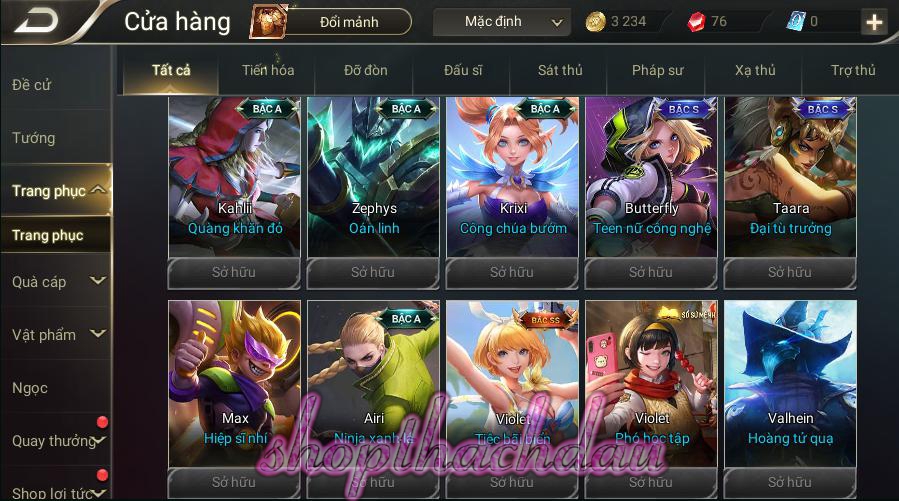 Cửa hàng
Đổi mảnh
Mặc định
3 234
76
0
Đề cử
Tướng
Trang phục
Trang phục
Quà cáp
Vật phẩm
Ngọc
Quay thưởng
Shop lợi tức
Tất cả
Tiến hóa
Đỡ đòn
Đấu sĩ
Sát thủ
Pháp sư
Xạ thủ
Trợ thủ
BẬC A
Kahlii
Quàng khăn đỏ
Sở hữu
BẬC A
Zephys
Oán linh
Sở hữu
BẬC A
Krixi
Công chúa bướm
Sở hữu
BẬC S
Butterfly
Teen nữ công nghệ
Sở hữu
BẬC S
Taara
Đại tù trưởng
Sở hữu
Max
Hiệp sĩ nhí
Sở hữu
BẬC A
Airi
Ninja xanh lá
Sở hữu
BẬC SS
Violet
Tiệc bãi biển
Sở hữu
SỔ SỨ MỆNH
Violet
Phó học tập
Sở hữu
Valhein
Hoàng tử quạ
Sở hữu
shopthachdau